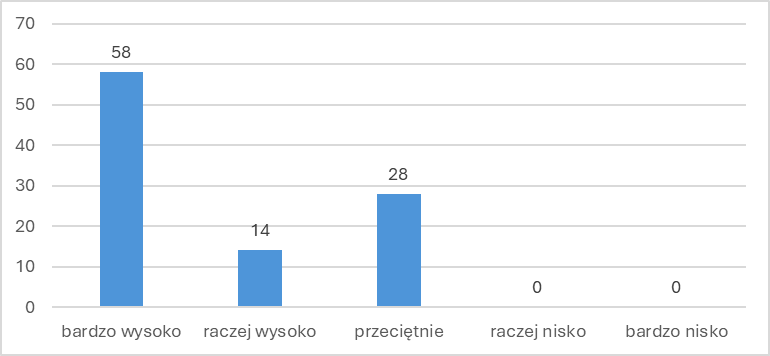 70
60
50
40
30
20
10
0
58
14
28
0
0
bardzo wysoko
raczej wysoko
przeciętnie
raczej nisko
bardzo nisko